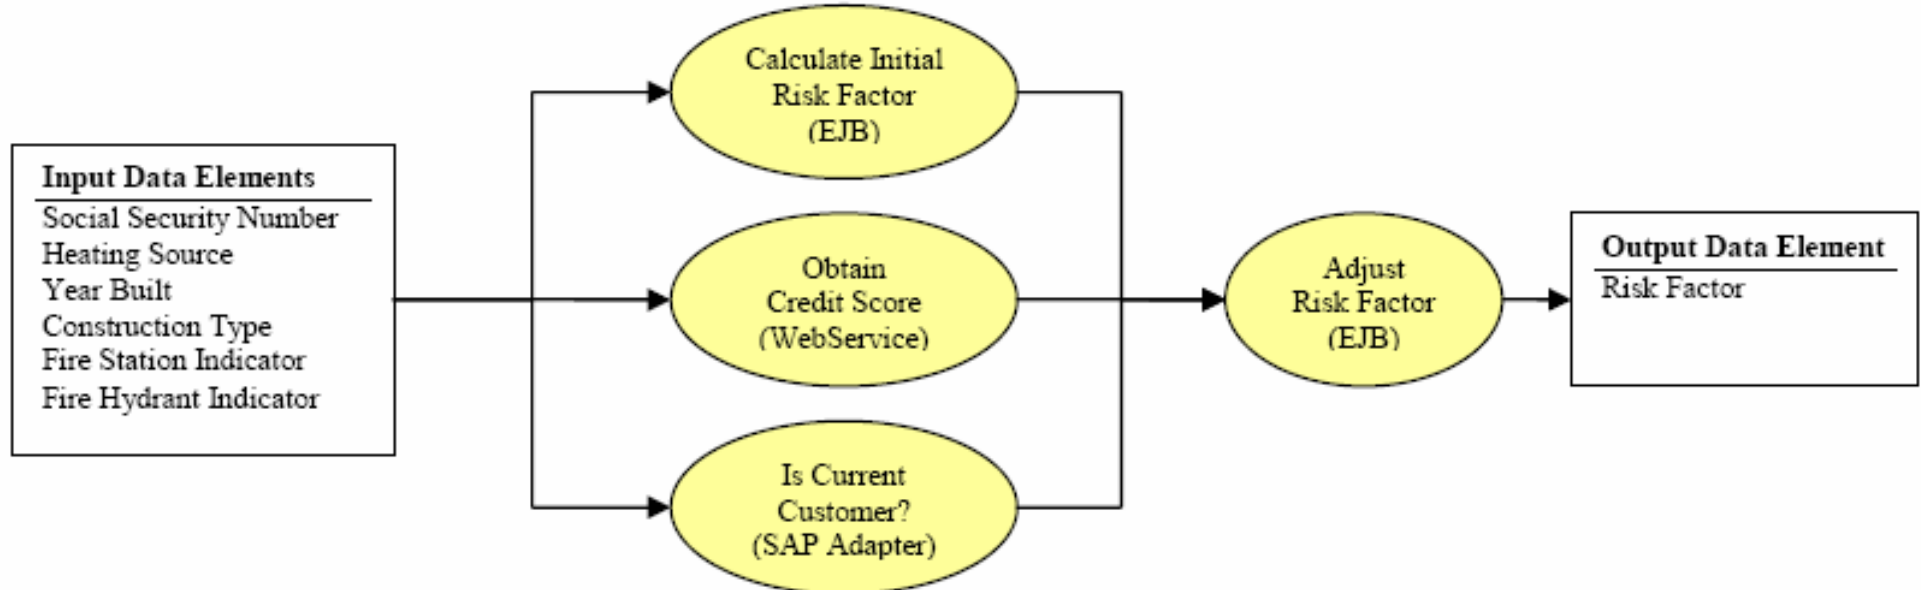 Input Data Elements
Social Security Number
Heating Source
Year Built
Construction Type
Fire Station Indicator
Fire Hydrant Indicator
Calculate Initial
Risk Factor
(EJB)
Obtain
Credit Score
(WebService)
Is Current
Customer?
(SAP Adapter)
Adjust
Risk Factor
(EJB)
Output Data Element
Risk Factor